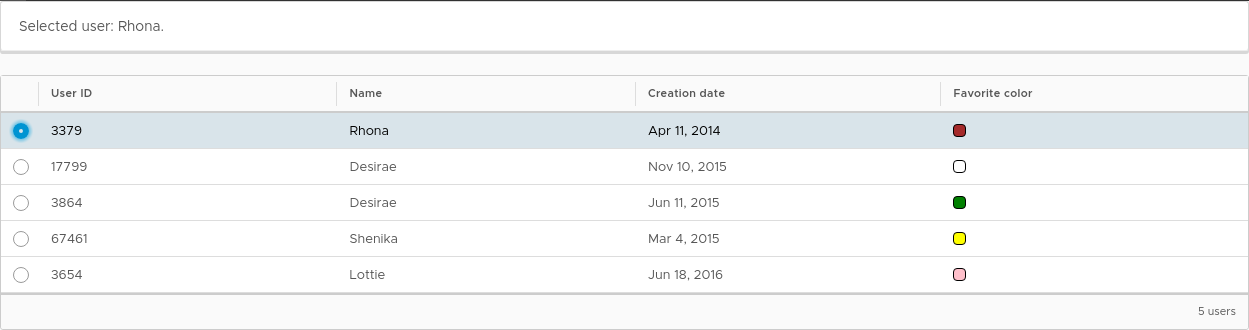 Selected user: Rhona.
User ID Name Creation date Favorite color
3379 Rhona Apr 11, 2014
17799 Desirae Nov 10, 2015
3864 Desirae Jun 11, 2015
67461 Shenika Mar 4, 2015
3654 Lottie Jun 18, 2016
5 users